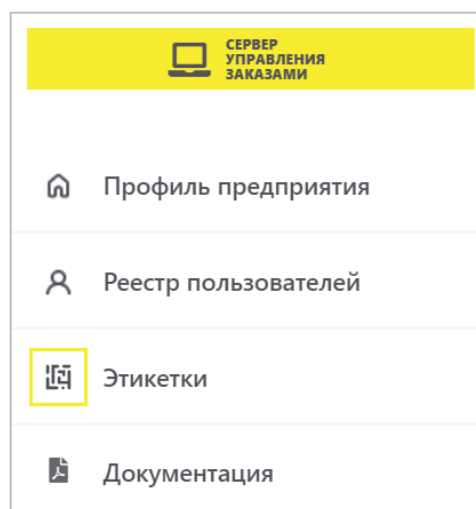 СЕРВЕР
УПРАВЛЕНИЯ
ЗАКАЗАМИ
Профиль предприятия
Реестр пользователей
Этикетки
Документация